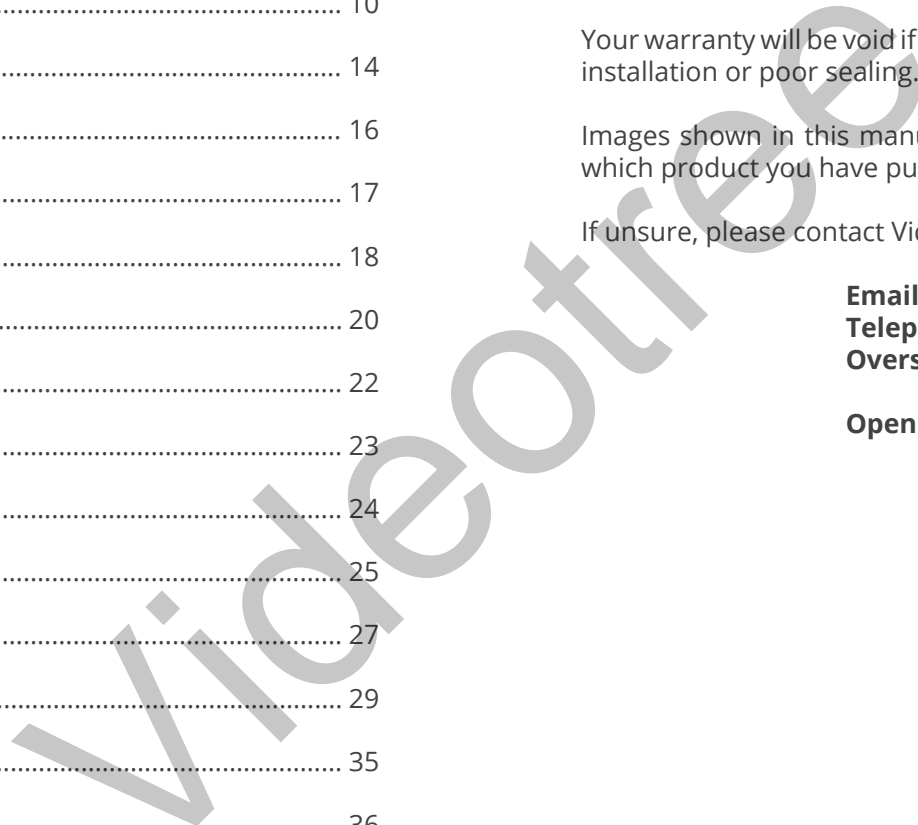 .......... 10
.......... 14
.......... 16
.......... 17
.......... 18
.......... 20
.......... 22
.......... 23
.......... 24
.......... 25
.......... 27
.......... 29
.......... 35
36
Your warranty will be void if
installation or poor sealing.
Images shown in this manu
which product you have pu
If unsure, please contact Vid
Email
Telep
Overs
Open
Videotree